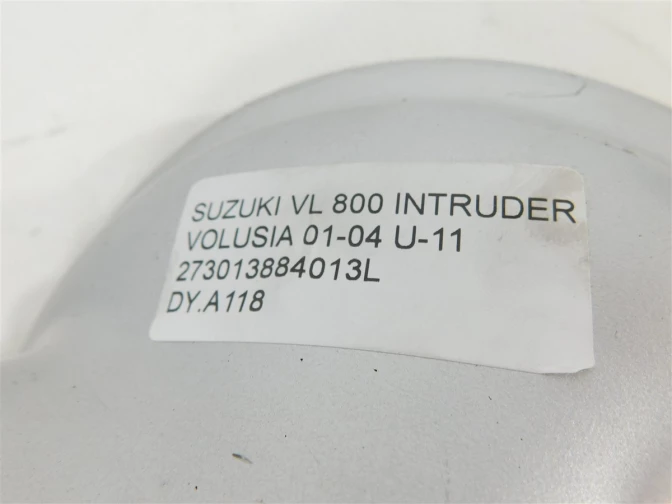 SUZUKI VL 800 INTRUDER
VOLUSIA 01-04 U-11
273013884013L
DY.A118